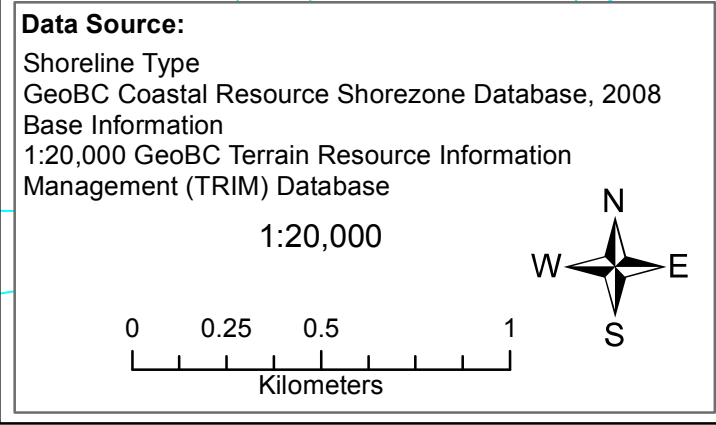 Data Source:
Shoreline Type
GeoBC Coastal Resource Shorezone Database, 2008
Base Information
1:20,000 GeoBC Terrain Resource Information
Management (TRIM) Database
1:20,000
N
W E
S
0 0.25 0.5 1
Kilometers